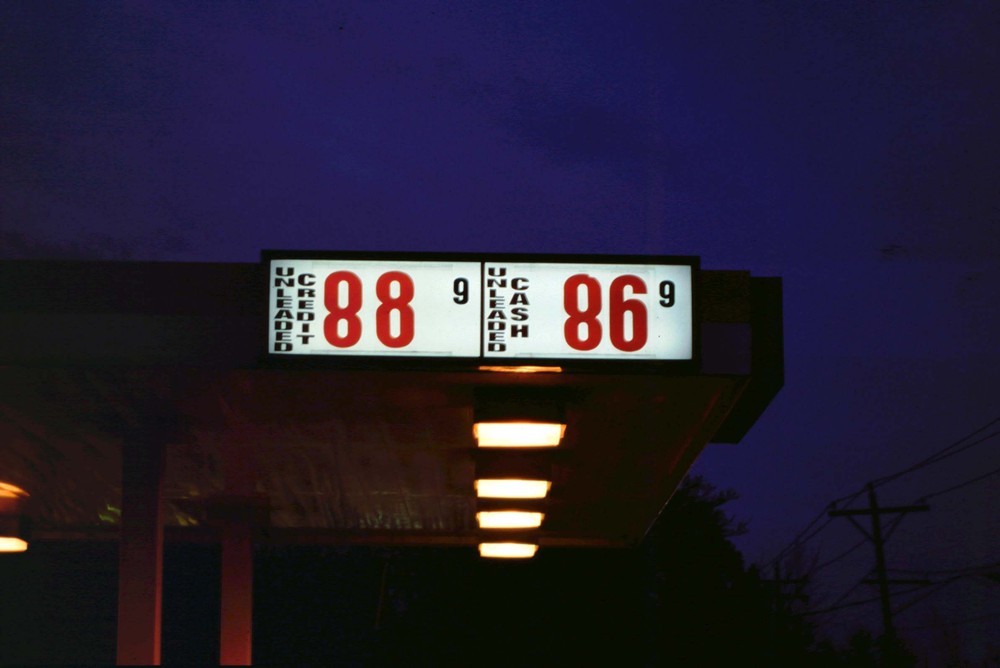 UNLEADED
CREDIT
88 9
UNLEADED
CASH
86 9